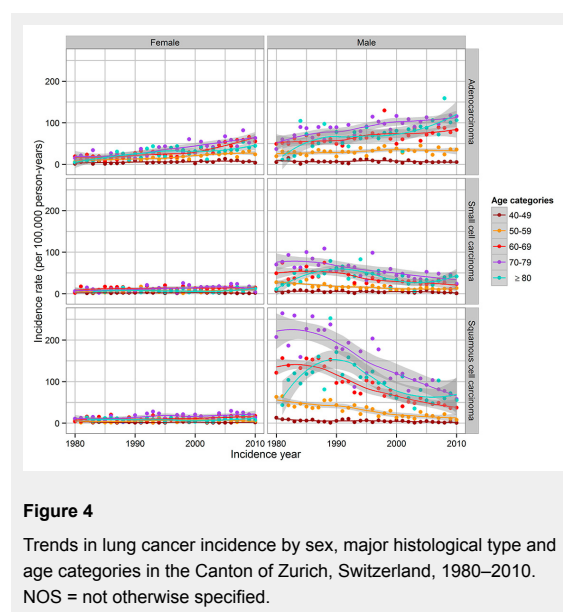 Female
Male
200
100
0
Adenocarcinoma
Incidence rate (per 100,000 person-years)
200
100
0
Small cell carcinoma
200
100
0
Squamous cell carcinoma
1980
1990
2000
2010
1980
1990
2000
2010
Incidence year
Age categories
40-49
50-59
60-69
70-79
≥ 80
Figure 4
Trends in lung cancer incidence by sex, major histological type and
age categories in the Canton of Zurich, Switzerland, 1980–2010.
NOS = not otherwise specified.